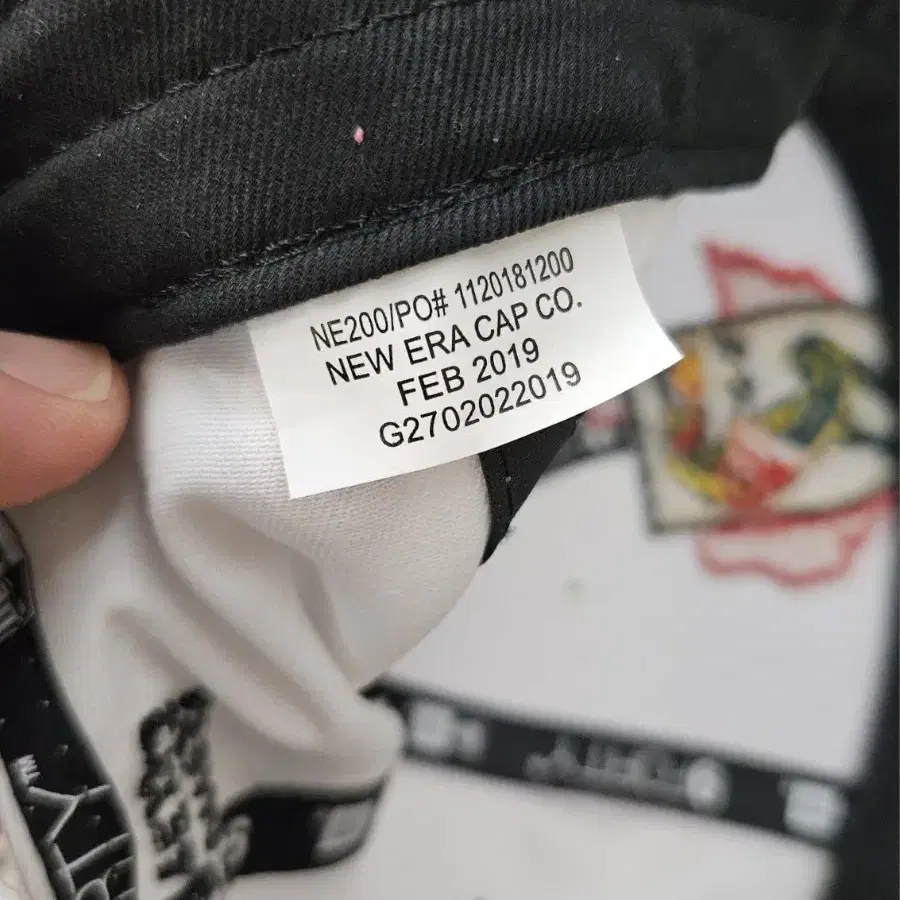 NE200/PO# 1120181200
NEW ERA CAP CO.
FEB 2019
G2702022019